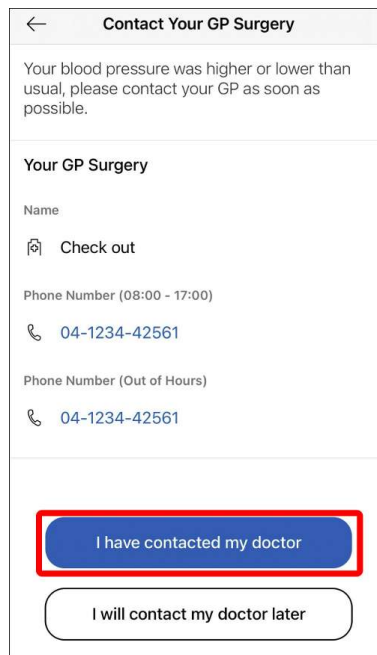 Contact Your GP Surgery
Your blood pressure was higher or lower than
usual, please contact your GP as soon as
possible.
Your GP Surgery
Name
Check out
Phone Number (08:00 - 17:00)
04-1234-42561
Phone Number (Out of Hours)
04-1234-42561
I have contacted my doctor
I will contact my doctor later